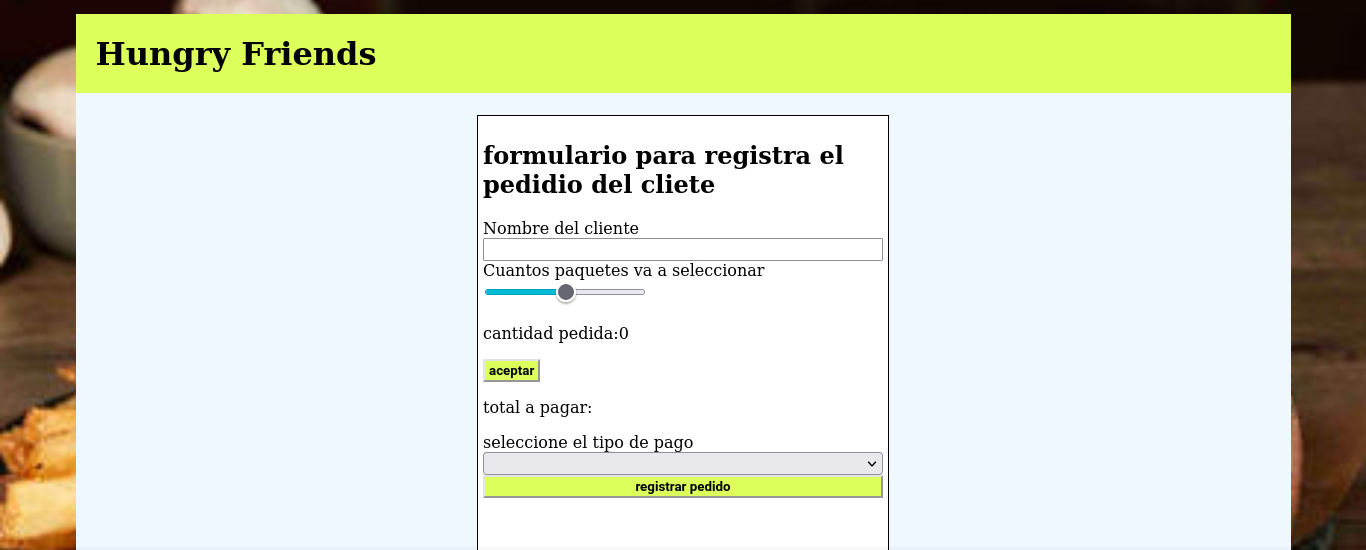 Hungry Friends
formulario para registra el
pedidio del cliete
Nombre del cliente
Cuantos paquetes va a seleccionar
cantidad pedida:0
aceptar
total a pagar:
seleccione el tipo de pago
registrar pedido